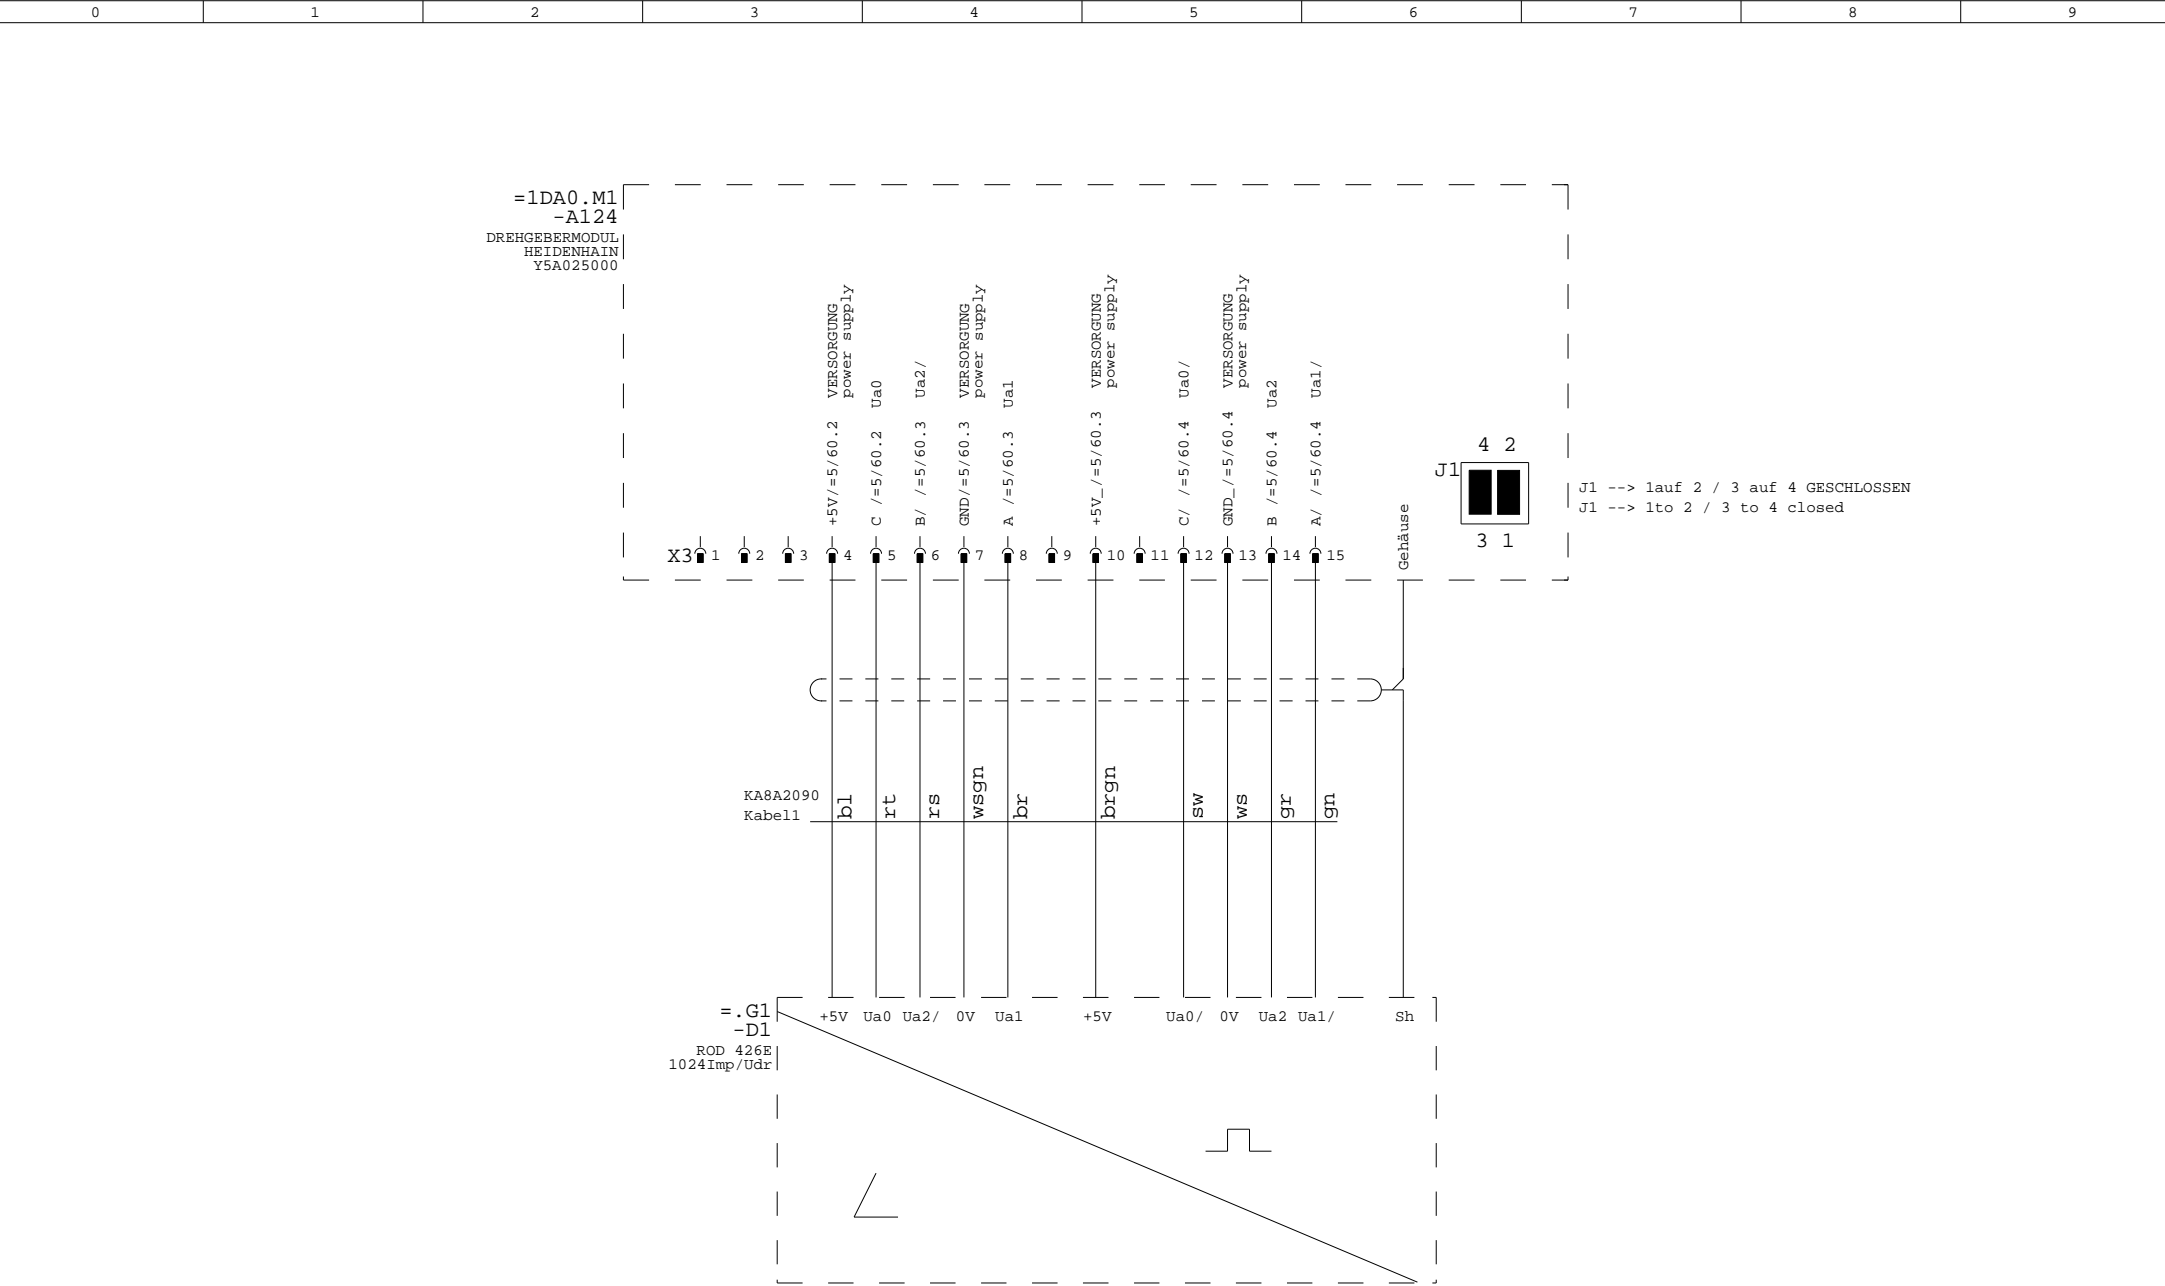 0 1 2 3 4 5 6 7 8 9
=1DA0.M1
-A124
DREHGEBERMODUL
HEIDENHAIN
Y5A025000
+5V/=5/60.2 VERSORGUNG
power supply
C /=5/60.2 Ua0
B/ /=5/60.3 Ua2/
GND/=5/60.3 VERSORGUNG
power supply
A /=5/60.3 Ua1
+5V_/=5/60.3 VERSORGUNG
power supply
C/ /=5/60.4 Ua0/
GND_/=5/60.4 VERSORGUNG
power supply
B /=5/60.4 Ua2
A/ /=5/60.4 Ua1/
Gehäuse
4 2
J1
3 1
J1 --> 1auf 2 / 3 auf 4 GESCHLOSSEN
J1 --> 1to 2 / 3 to 4 closed
X3 1 2 3 4 5 6 7 8 9 10 11 12 13 14 15
KA8A2090
Kabel1
bl rt rs wsgn br brgn sw ws gr gn
=.G1
-D1
ROD 426E
1024Imp/Udr
+5V Ua0 Ua2/ 0V Ua1 +5V Ua0/ 0V Ua2 Ua1/ Sh